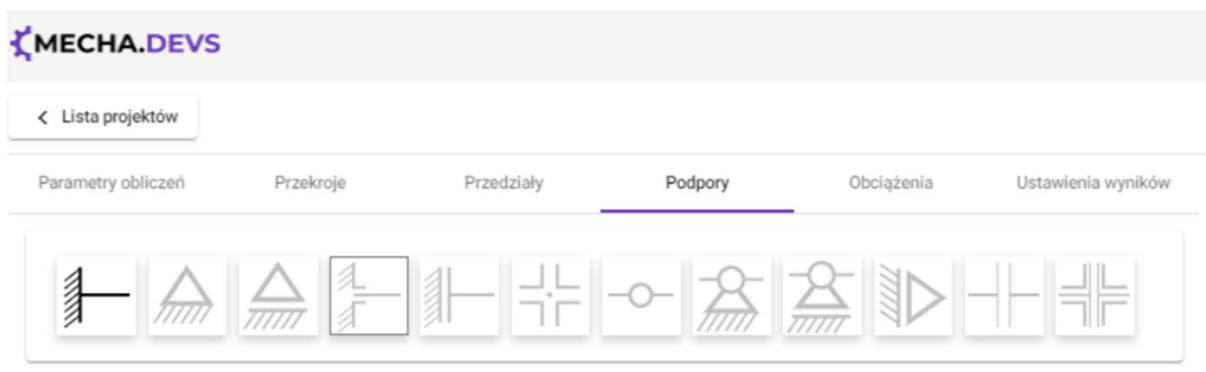 MECHA.DEVS
Lista projektów
Parametry obliczeń Przekroje Przedziały Podpory Obciążenia Ustawienia wyników